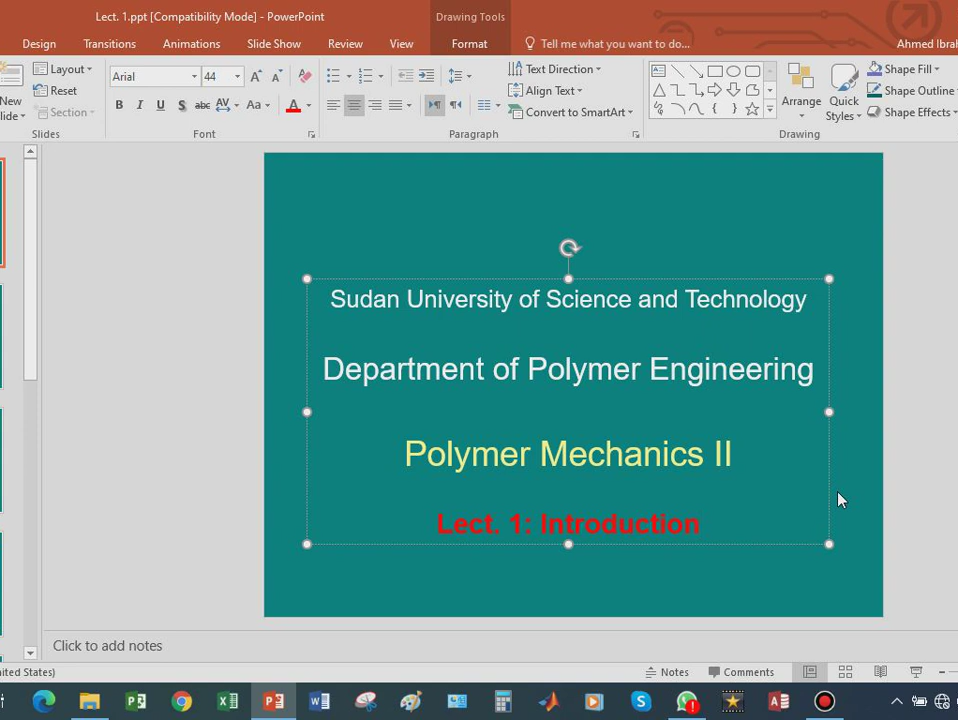 Lect. 1.ppt [Compatibility Mode] - PowerPoint
Drawing Tools
Design Transitions Animations Slide Show Review View Format Tell me what you want to do... Ahmed Ibra
New
Slide
Layout
Reset
Section
Slides
Arial 44
B I U S abc AV Aa A
Font
Text Direction
Align Text
Convert to SmartArt
Paragraph
Arrange
Quick
Styles
Shape Fill
Shape Outline
Shape Effects
Drawing
Sudan University of Science and Technology
Department of Polymer Engineering
Polymer Mechanics II
Lect. 1: Introduction
Click to add notes
nited States)
Notes Comments